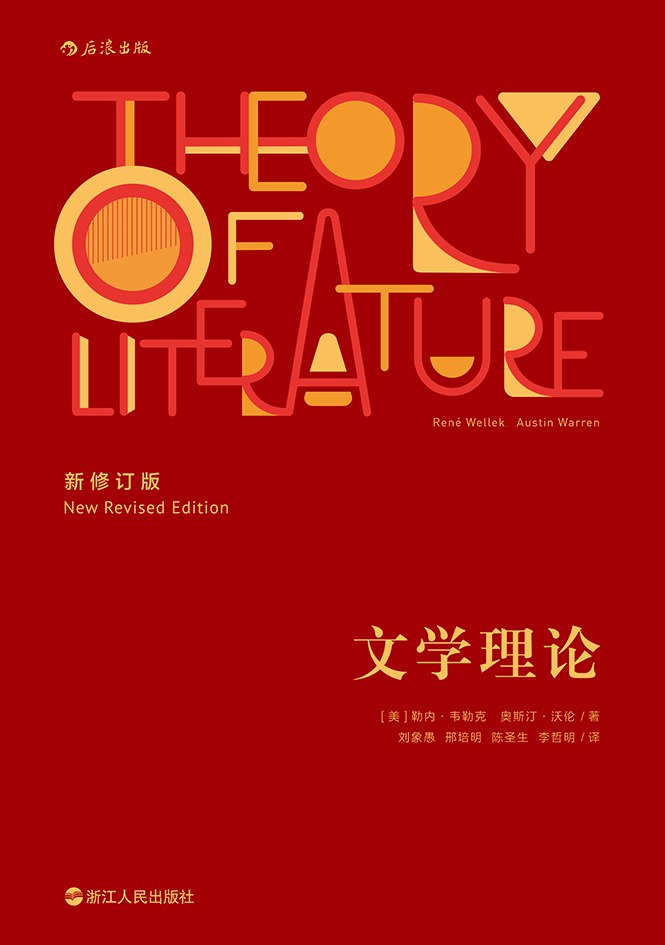 后浪出版
THEORY
OF
LITERATURE
René Wellek Austin Warren
新修订版
New Revised Edition
文学理论
[美]勒内·韦勒克 奥斯汀·沃伦/著
刘象愚 邢培明 陈圣生 李哲明/译
浙江人民出版社